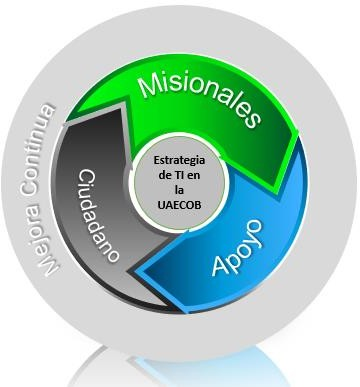 Mejora Continua
Misionales
Ciudadano
Apoyo
Estrategia
de TI en
la
UAECOB